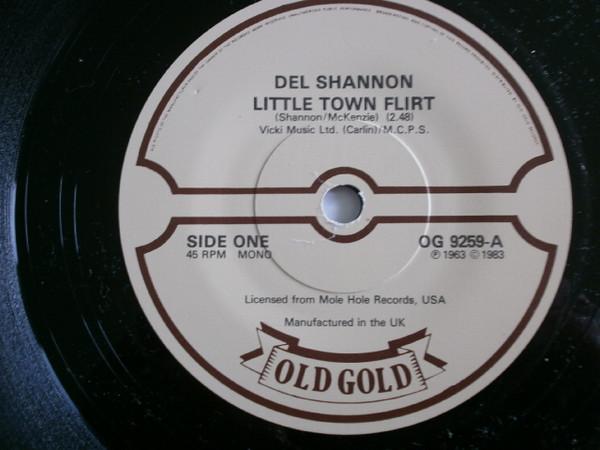 DEL SHANNON
LITTLE TOWN FLIRT
(Shannon/McKenzie) (2.48)
Vicki Music Ltd. (Carlin)/M.C.P.S.
SIDE ONE
45 RPM MONO
OG 9259-A
℗ 1963 © 1983
Licensed from Mole Hole Records, USA
Manufactured in the UK
OLD GOLD